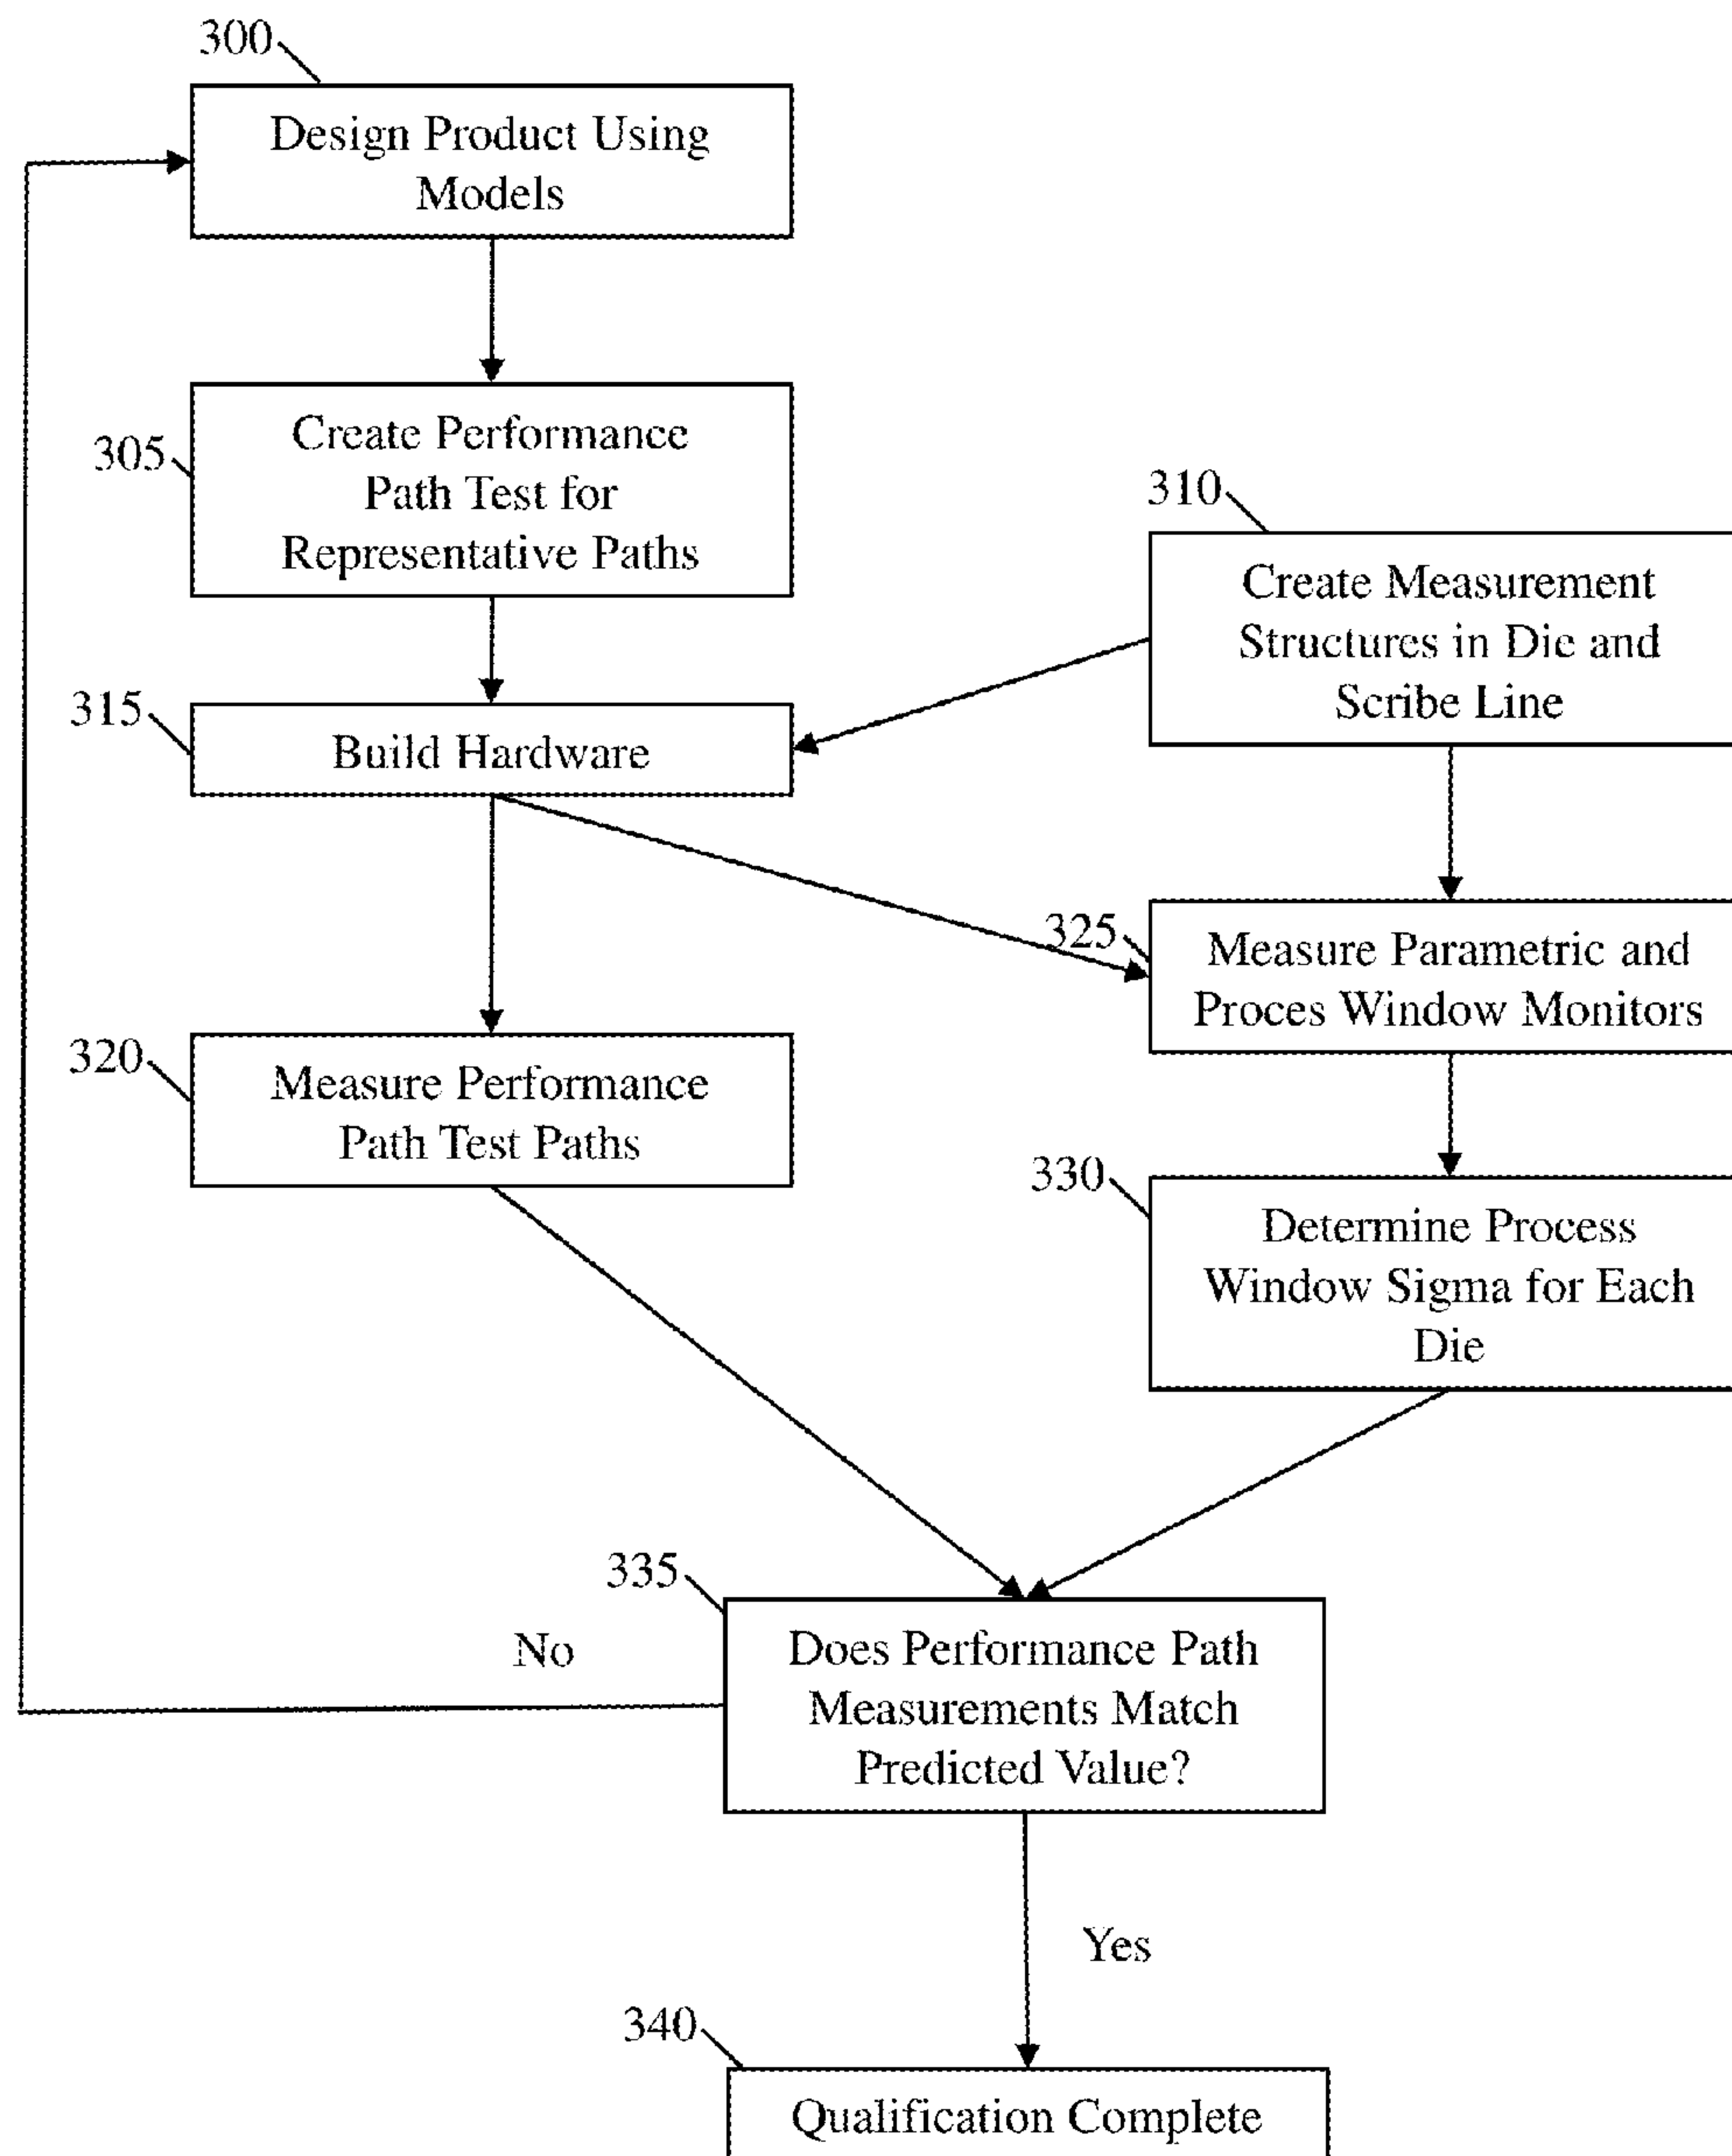 300
Design Product Using
Models
305
Create Performance
Path Test for
Representative Paths
310
Create Measurement
Structures in Die and
Scribe Line
315
Build Hardware
325
Measure Parametric and
Proces Window Monitors
320
Measure Performance
Path Test Paths
330
Determine Process
Window Sigma for Each
Die
335
Does Performance Path
Measurements Match
Predicted Value?
No
Yes
340
Qualification Complete